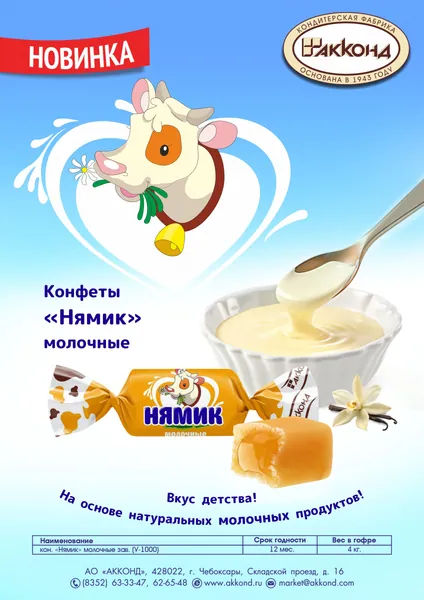 НОВИНКА
КОНДИТЕРСКАЯ ФАБРИКА
АККОНД
ОСНОВАНА В 1943 ГОДУ
Конфеты
«Нямик»
молочные
НЯМИК
молочные
АККОНД
Вкус детства!
На основе натуральных молочных продуктов!
Наименование Срок годности Вес в гофре
кон. «Нямик» молочные зав. (V-1000) 12 мес. 4 кг.
АО «АККОНД», 428022, г. Чебоксары, Складской проезд, д. 16
(8352) 63-33-47, 62-65-48 www.akkond.ru market@akkond.com